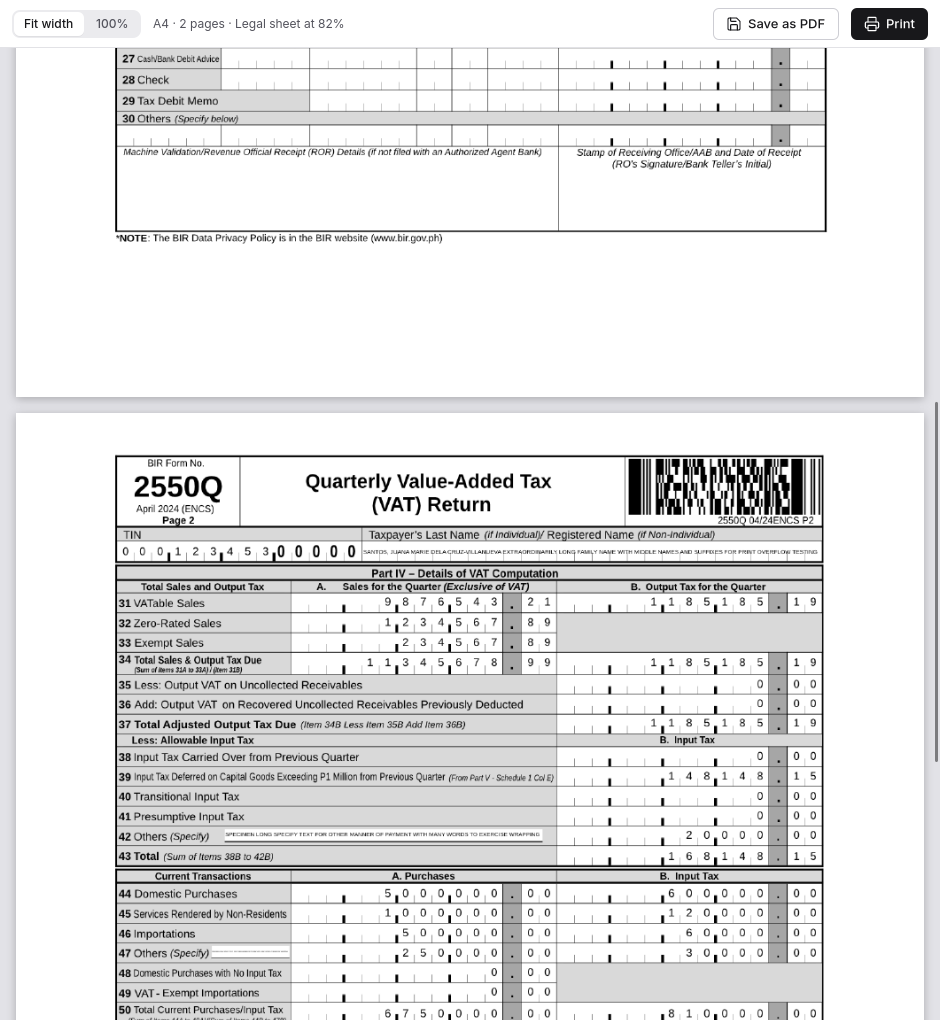 Fit width 100% A4 · 2 pages · Legal sheet at 82% Save as PDF Print
27 Cash/Bank Debit Advice .
28 Check .
29 Tax Debit Memo .
30 Others (Specify below)
.
Machine Validation/Revenue Official Receipt (ROR) Details (if not filed with an Authorized Agent Bank) Stamp of Receiving Office/AAB and Date of Receipt
(RO's Signature/Bank Teller's Initial)
*NOTE: The BIR Data Privacy Policy is in the BIR website (www.bir.gov.ph)
BIR Form No.
2550Q
April 2024 (ENCS)
Page 2
Quarterly Value-Added Tax
(VAT) Return
2550Q 04/24ENCS P2
TIN Taxpayer's Last Name (if Individual)/ Registered Name (if Non-Individual)
0 0 0 1 2 3 4 5 3 0 0 0 0 0 SANTOS, JUANA MARIE DELA CRUZ-VILLANUEVA EXTRAORDINARILY LONG FAMILY NAME WITH MIDDLE NAMES AND SUFFIXES FOR PRINT OVERFLOW TESTING
Part IV – Details of VAT Computation
Total Sales and Output Tax A. Sales for the Quarter (Exclusive of VAT) B. Output Tax for the Quarter
31 VATable Sales 9 8 7 6 5 4 3 . 2 1 1 1 8 5 1 8 5 . 1 9
32 Zero-Rated Sales 1 2 3 4 5 6 7 . 8 9
33 Exempt Sales 2 3 4 5 6 7 . 8 9
34 Total Sales & Output Tax Due 1 1 3 4 5 6 7 8 . 9 9 1 1 8 5 1 8 5 . 1 9
(Sum of Items 31A to 33A) / (Item 31B)
35 Less: Output VAT on Uncollected Receivables 0 . 0 0
36 Add: Output VAT on Recovered Uncollected Receivables Previously Deducted 0 . 0 0
37 Total Adjusted Output Tax Due (Item 34B Less Item 35B Add Item 36B) 1 1 8 5 1 8 5 . 1 9
Less: Allowable Input Tax B. Input Tax
38 Input Tax Carried Over from Previous Quarter 0 . 0 0
39 Input Tax Deferred on Capital Goods Exceeding P1 Million from Previous Quarter (From Part V - Schedule 1 Col E) 1 4 8 1 4 8 . 1 5
40 Transitional Input Tax 0 . 0 0
41 Presumptive Input Tax 0 . 0 0
42 Others (Specify) SPECIMEN LONG SPECIFY TEXT FOR OTHER MANNER OF PAYMENT WITH MANY WORDS TO EXERCISE WRAPPING 2 0 0 0 0 . 0 0
43 Total (Sum of Items 38B to 42B) 1 6 8 1 4 8 . 1 5
Current Transactions A. Purchases B. Input Tax
44 Domestic Purchases 5 0 0 0 0 0 0 . 0 0 6 0 0 0 0 0 . 0 0
45 Services Rendered by Non-Residents 1 0 0 0 0 0 0 . 0 0 1 2 0 0 0 0 . 0 0
46 Importations 5 0 0 0 0 0 . 0 0 6 0 0 0 0 . 0 0
47 Others (Specify) 2 5 0 0 0 0 . 0 0 3 0 0 0 0 . 0 0
48 Domestic Purchases with No Input Tax 0 . 0 0
49 VAT- Exempt Importations 0 . 0 0
50 Total Current Purchases/Input Tax 6 7 5 0 0 0 0 . 0 0 8 1 0 0 0 0 . 0 0